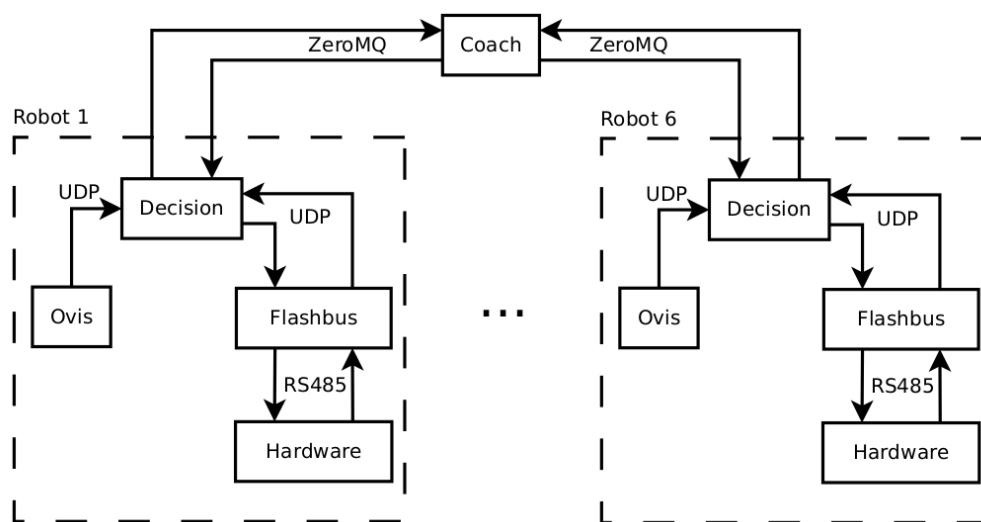 Coach
ZeroMQ
ZeroMQ
Robot 1
Robot 6
UDP
Decision
UDP
Ovis
Flashbus
RS485
Hardware
...
UDP
Decision
UDP
Ovis
Flashbus
RS485
Hardware